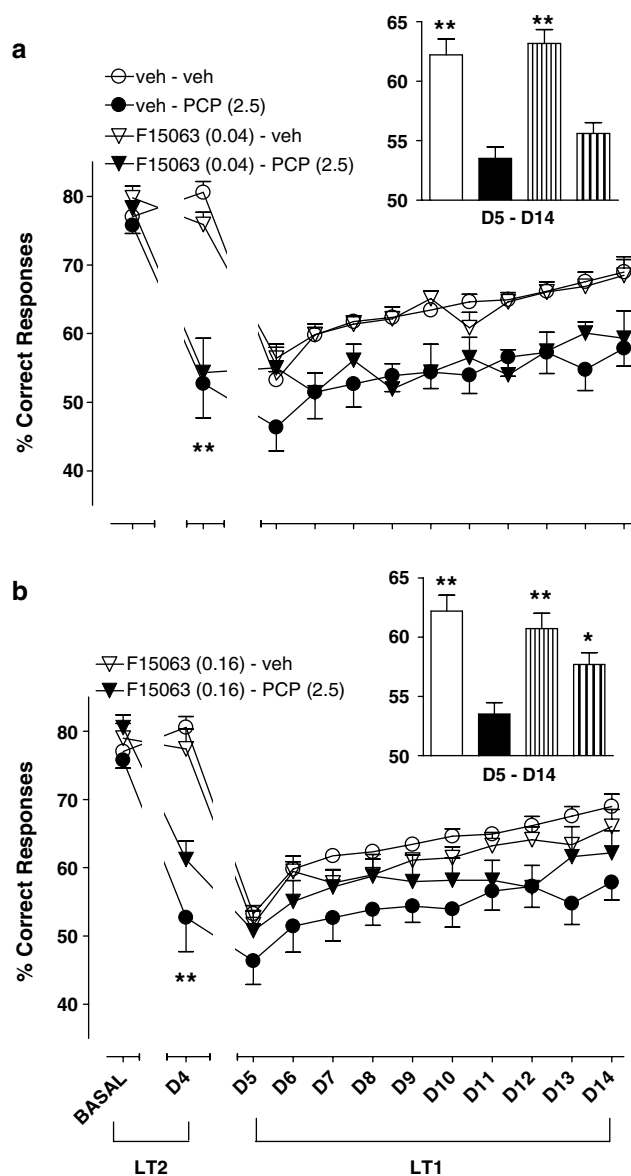 a
veh - veh
veh - PCP (2.5)
F15063 (0.04) - veh
F15063 (0.04) - PCP (2.5)
65
60
55
50
** **
D5 - D14
% Correct Responses
80
70
60
50
40
**
b
F15063 (0.16) - veh
F15063 (0.16) - PCP (2.5)
65
60
55
50
** ** *
D5 - D14
% Correct Responses
80
70
60
50
40
**
BASAL D4 D5 D6 D7 D8 D9 D10 D11 D12 D13 D14
LT2 LT1